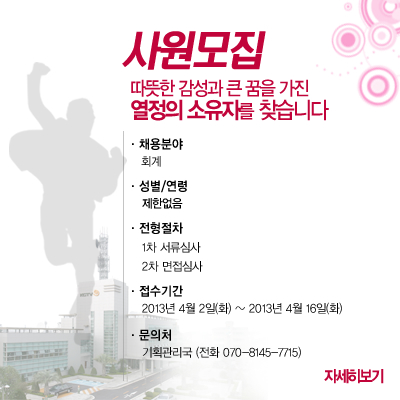 사원모집
따뜻한 감성과 큰 꿈을 가진
열정의 소유자를 찾습니다
· 채용분야
회계
· 성별/연령
제한없음
· 전형절차
1차 서류심사
2차 면접심사
· 접수기간
2013년 4월 2일(화) ~ 2013년 4월 16일(화)
· 문의처
기획관리국 (전화 070-8145-7715)
자세히보기